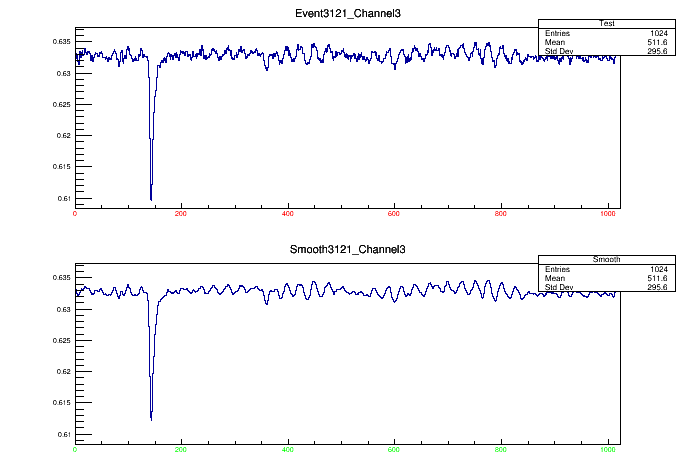 Event3121_Channel3
Test
Entries 1024
Mean 511.6
Std Dev 295.6
0.635
0.63
0.625
0.62
0.615
0.61
0 200 400 600 800 1000
Smooth3121_Channel3
Smooth
Entries 1024
Mean 511.6
Std Dev 295.6
0.635
0.63
0.625
0.62
0.615
0.61
0 200 400 600 800 1000